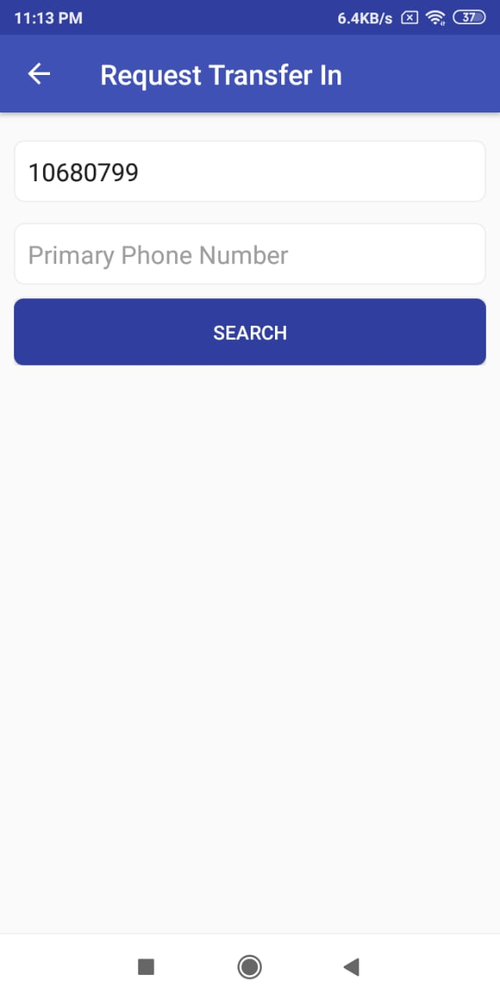 11:13 PM 6.4KB/s 37
Request Transfer In
10680799
Primary Phone Number
SEARCH